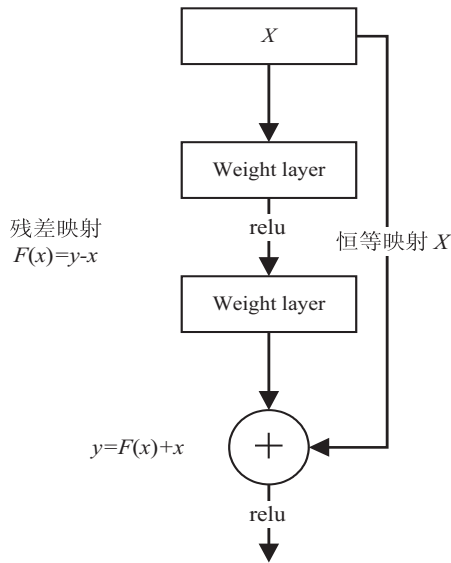 X
Weight layer
relu
残差映射
F(x)=y-x
恒等映射 X
Weight layer
y=F(x)+x
+
relu